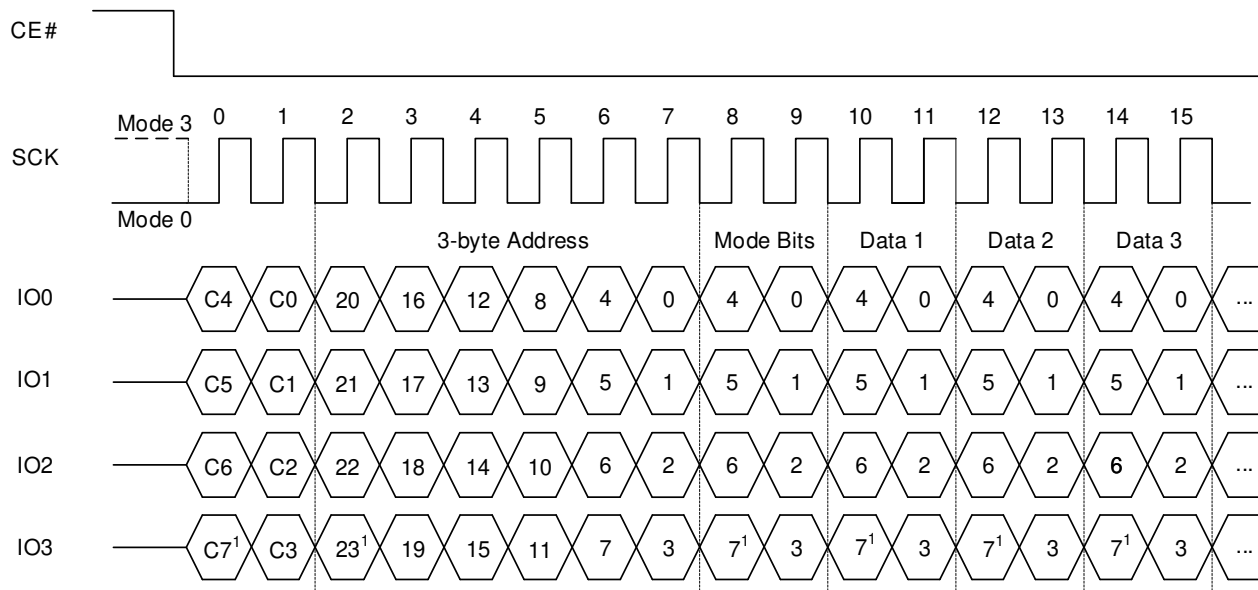 CE#
0 1 2 3 4 5 6 7 8 9 10 11 12 13 14 15
Mode 3
SCK
Mode 0
3-byte Address Mode Bits Data 1 Data 2 Data 3
IO0 C4 C0 20 16 12 8 4 0 4 0 4 0 4 0 4 0 ...
IO1 C5 C1 21 17 13 9 5 1 5 1 5 1 5 1 5 1 ...
IO2 C6 C2 22 18 14 10 6 2 6 2 6 2 6 2 6 2 ...
IO3 C7¹ C3 23¹ 19 15 11 7 3 7¹ 3 7¹ 3 7¹ 3 7¹ 3 ...